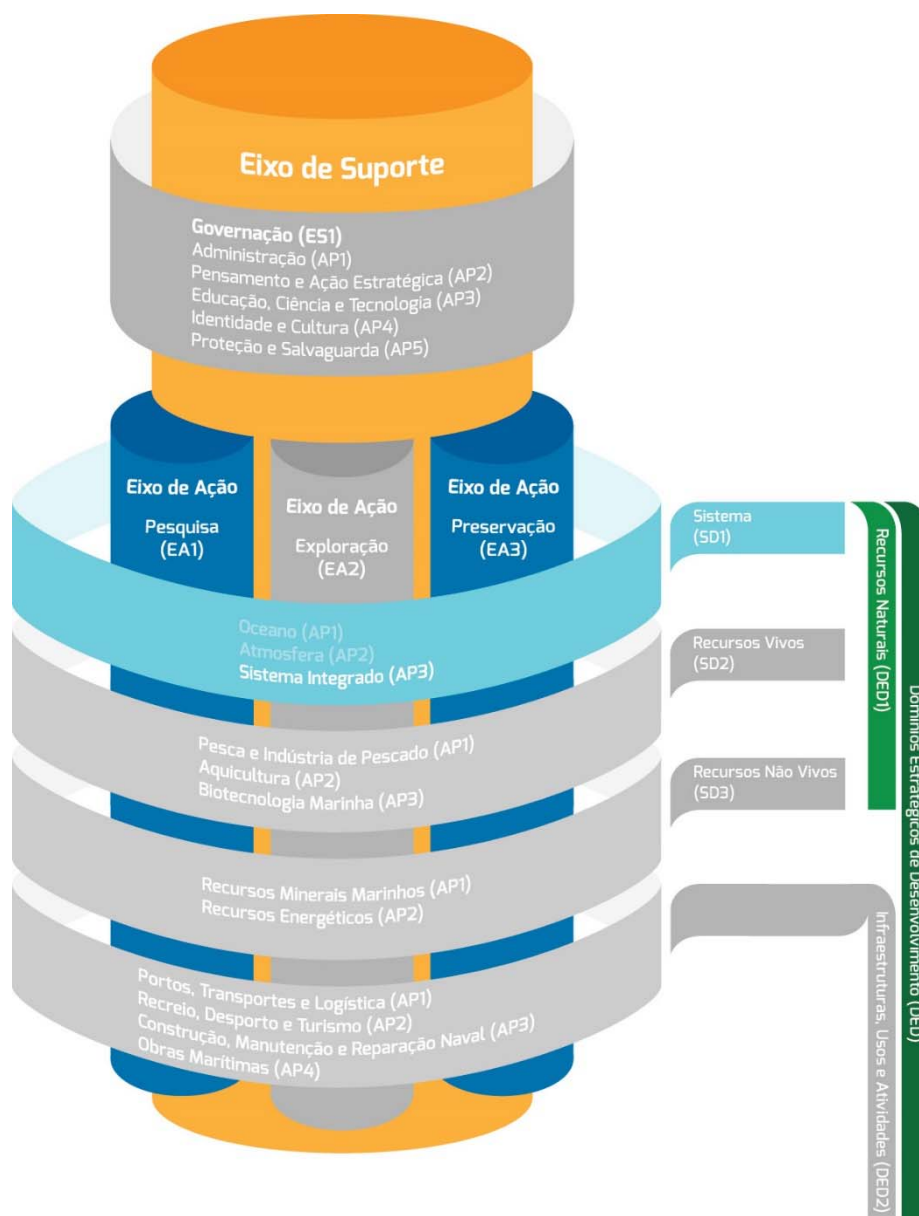 Eixo de Suporte
Governação (ES1)
Administração (AP1)
Pensamento e Ação Estratégica (AP2)
Educação, Ciência e Tecnologia (AP3)
Identidade e Cultura (AP4)
Proteção e Salvaguarda (AP5)
Eixo de Ação
Pesquisa
(EA1)
Eixo de Ação
Exploração
(EA2)
Eixo de Ação
Preservação
(EA3)
Oceano (AP1)
Atmosfera (AP2)
Sistema Integrado (AP3)
Pesca e Indústria de Pescado (AP1)
Aquicultura (AP2)
Biotecnologia Marinha (AP3)
Recursos Minerais Marinhos (AP1)
Recursos Energéticos (AP2)
Portos, Transportes e Logística (AP1)
Recreio, Desporto e Turismo (AP2)
Construção, Manutenção e Reparação Naval (AP3)
Obras Marítimas (AP4)
Sistema
(SD1)
Recursos Vivos
(SD2)
Recursos Não Vivos
(SD3)
Recursos Naturais (DED1)
Infraestruturas, Usos e Atividades (DED2)
Domínios Estratégicos de Desenvolvimento (DED)